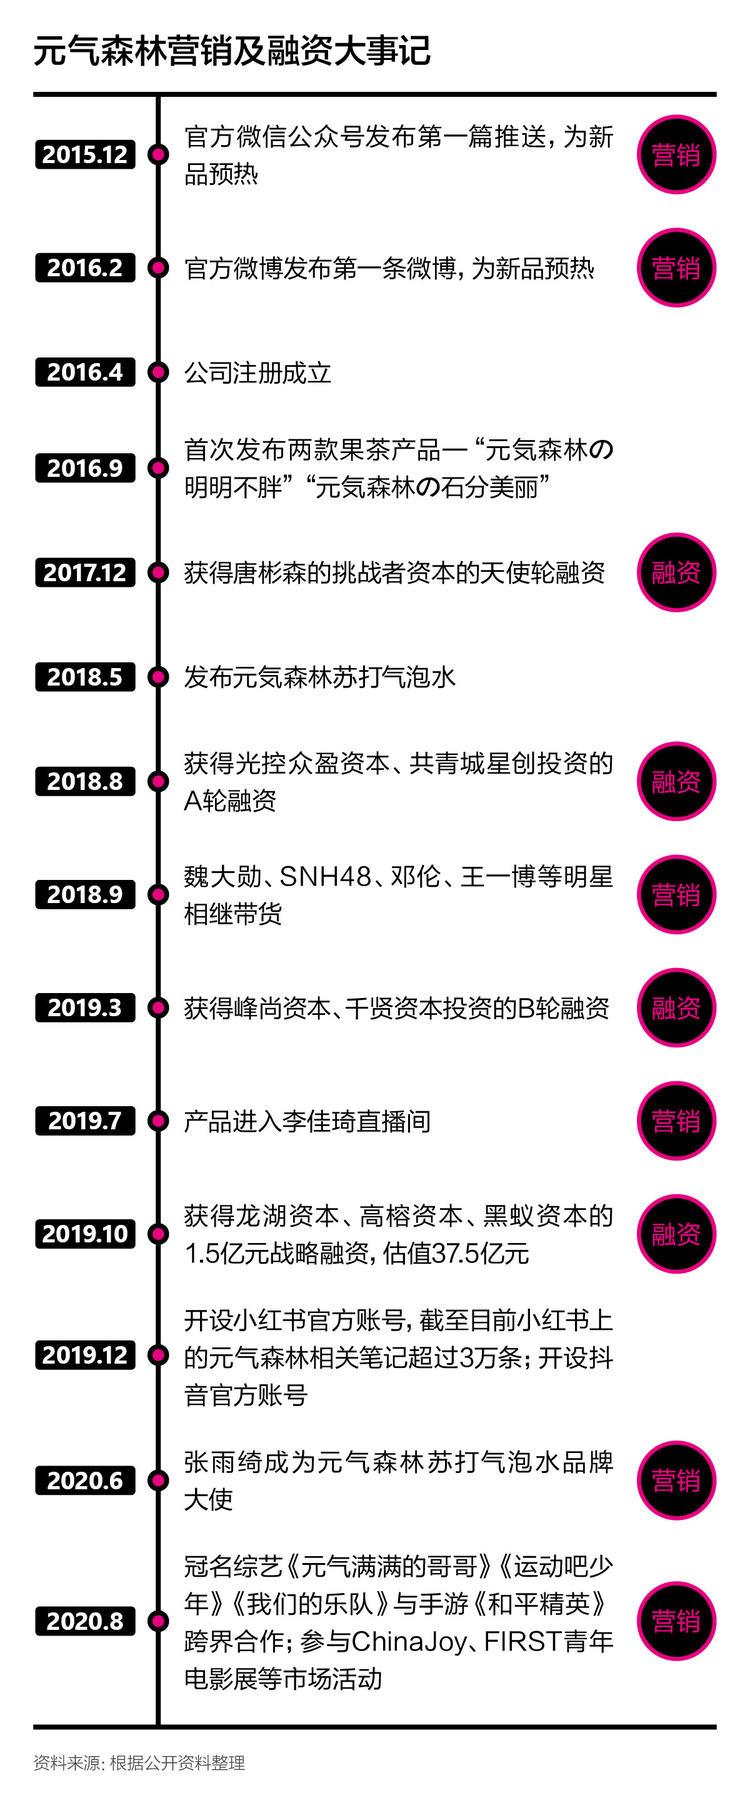 元气森林营销及融资大事记
2015.12
官方微信公众号发布第一篇推送，为新
品预热
营销
2016.2
官方微博发布第一条微博，为新品预热
营销
2016.4
公司注册成立
2016.9
首次发布两款果茶产品—“元気森林の
明明不胖”“元気森林の石分美丽”
2017.12
获得唐彬森的挑战者资本的天使轮融资
融资
2018.5
发布元気森林苏打气泡水
2018.8
获得光控众盈资本、共青城星创投资的
A轮融资
融资
2018.9
魏大勋、SNH48、邓伦、王一博等明星
相继带货
营销
2019.3
获得峰尚资本、千贤资本投资的B轮融资
融资
2019.7
产品进入李佳琦直播间
营销
2019.10
获得龙湖资本、高榕资本、黑蚁资本的
1.5亿元战略融资，估值37.5亿元
融资
2019.12
开设小红书官方账号，截至目前小红书上
的元气森林相关笔记超过3万条；开设抖
音官方账号
2020.6
张雨绮成为元气森林苏打气泡水品牌
大使
营销
2020.8
冠名综艺《元气满满的哥哥》《运动吧少
年》《我们的乐队》与手游《和平精英》
跨界合作；参与ChinaJoy、FIRST青年
电影展等市场活动
营销
资料来源：根据公开资料整理